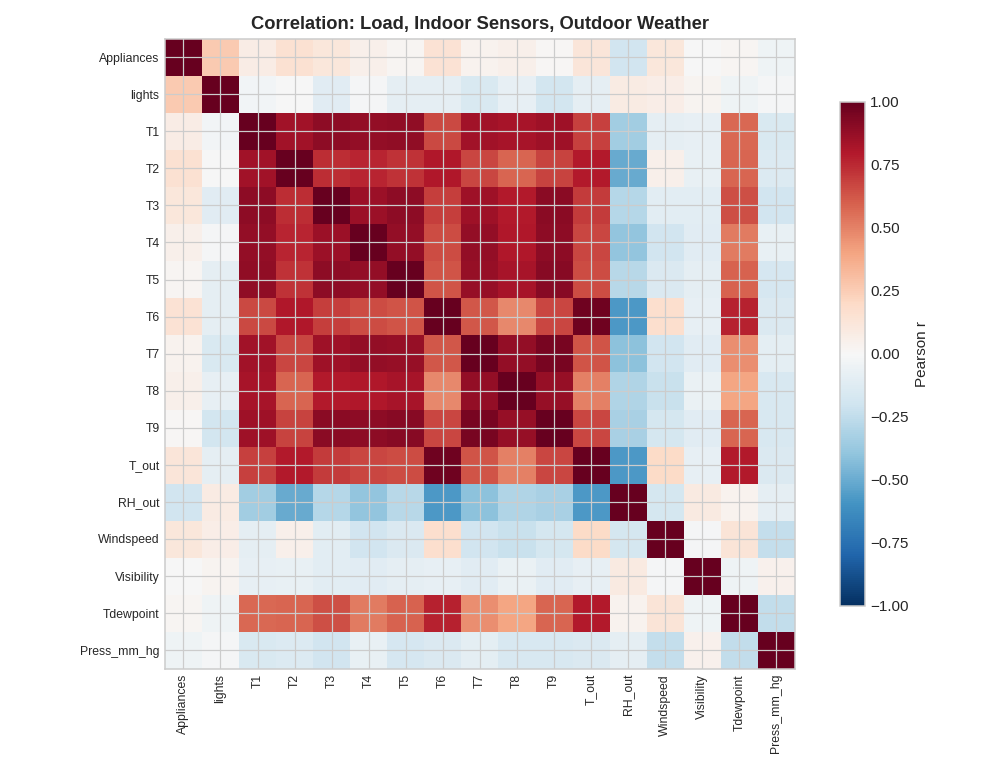 Correlation: Load, Indoor Sensors, Outdoor Weather
Appliances
lights
T1
T2
T3
T4
T5
T6
T7
T8
T9
T_out
RH_out
Windspeed
Visibility
Tdewpoint
Press_mm_hg
Appliances
lights
T1
T2
T3
T4
T5
T6
T7
T8
T9
T_out
RH_out
Windspeed
Visibility
Tdewpoint
Press_mm_hg
1.00
0.75
0.50
0.25
0.00
−0.25
−0.50
−0.75
−1.00
Pearson r